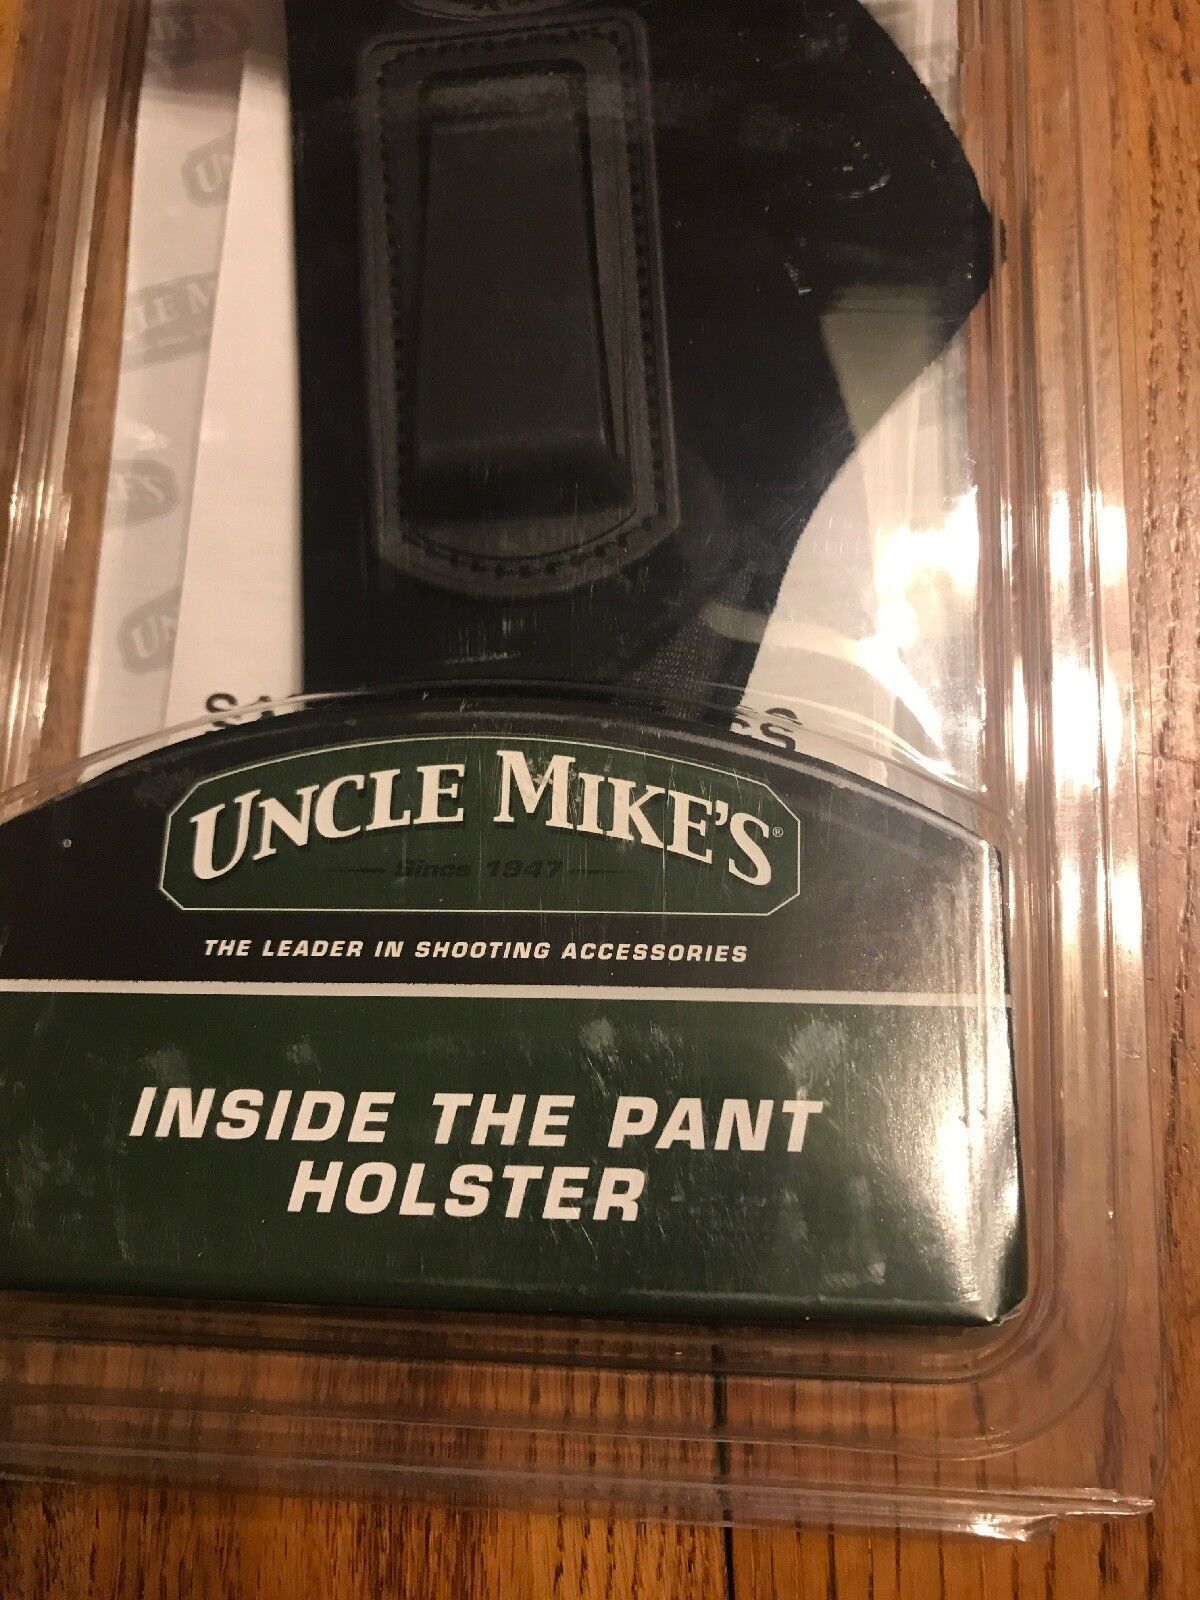 UNCLE MIKE'S®
Since 1947
THE LEADER IN SHOOTING ACCESSORIES
INSIDE THE PANT
HOLSTER